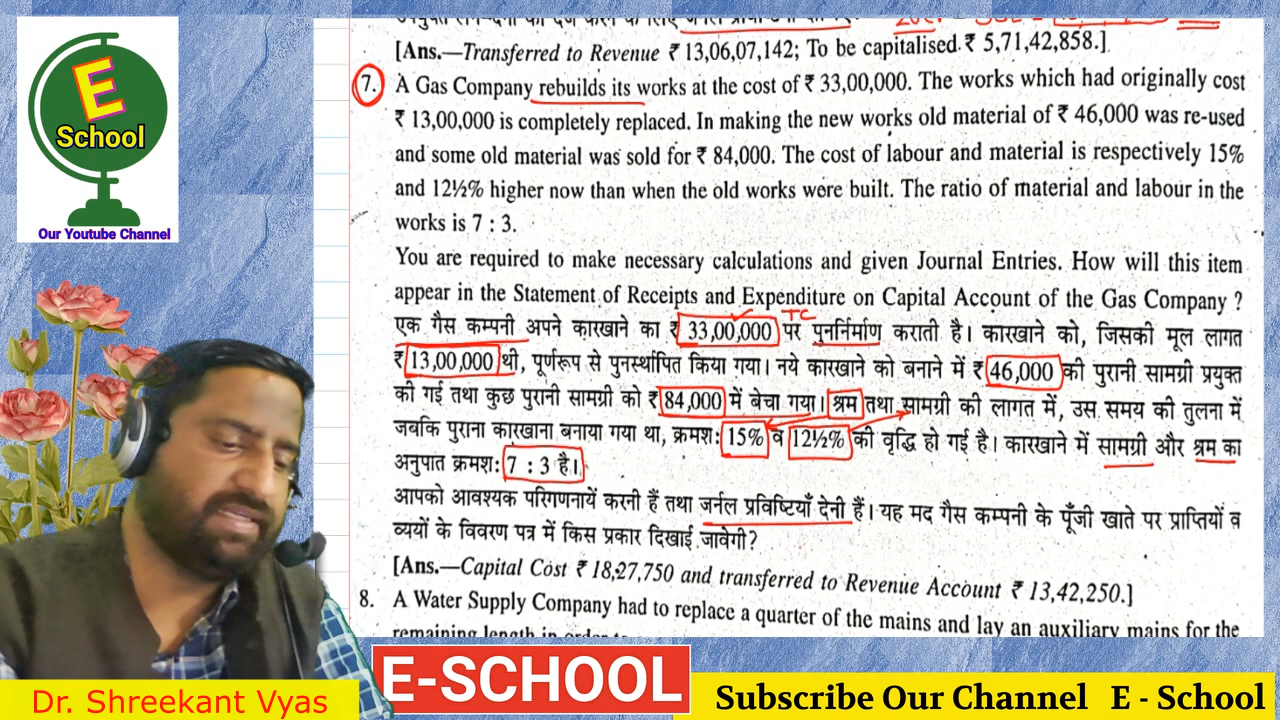 E
School
Our Youtube Channel
[Ans.—Transferred to Revenue ₹ 13,06,07,142; To be capitalised ₹ 5,71,42,858.]
7. A Gas Company rebuilds its works at the cost of ₹ 33,00,000. The works which had originally cost
₹ 13,00,000 is completely replaced. In making the new works old material of ₹ 46,000 was re-used
and some old material was sold for ₹ 84,000. The cost of labour and material is respectively 15%
and 12½% higher now than when the old works were built. The ratio of material and labour in the
works is 7 : 3.
You are required to make necessary calculations and given Journal Entries. How will this item
appear in the Statement of Receipts and Expenditure on Capital Account of the Gas Company ?
TC
एक गैस कम्पनी अपने कारखाने का ₹ 33,00,000 पर पुनर्निर्माण कराती है। कारखाने को, जिसकी मूल लागत
₹ 13,00,000 थी, पूर्णरूप से पुनर्स्थापित किया गया। नये कारखाने को बनाने में ₹ 46,000 की पुरानी सामग्री प्रयुक्त
की गई तथा कुछ पुरानी सामग्री को ₹ 84,000 में बेचा गया। श्रम तथा सामग्री की लागत में, उस समय की तुलना में
जबकि पुराना कारखाना बनाया गया था, क्रमश: 15% व 12½% की वृद्धि हो गई है। कारखाने में सामग्री और श्रम का
अनुपात क्रमश: 7 : 3 है।
आपको आवश्यक परिगणनायें करनी हैं तथा जर्नल प्रविष्टियाँ देनी हैं। यह मद गैस कम्पनी के पूँजी खाते पर प्राप्तियों व
व्ययों के विवरण पत्र में किस प्रकार दिखाई जावेगी?
[Ans.—Capital Cost ₹ 18,27,750 and transferred to Revenue Account ₹ 13,42,250.]
8. A Water Supply Company had to replace a quarter of the mains and lay an auxiliary mains for the
remaining length in order to
E-SCHOOL
Dr. Shreekant Vyas
Subscribe Our Channel E - School